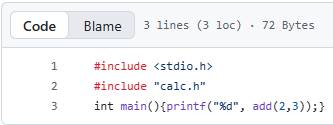 Code Blame 3 lines (3 loc) · 72 Bytes
1 #include <stdio.h>
2 #include "calc.h"
3 int main(){printf("%d", add(2,3));}